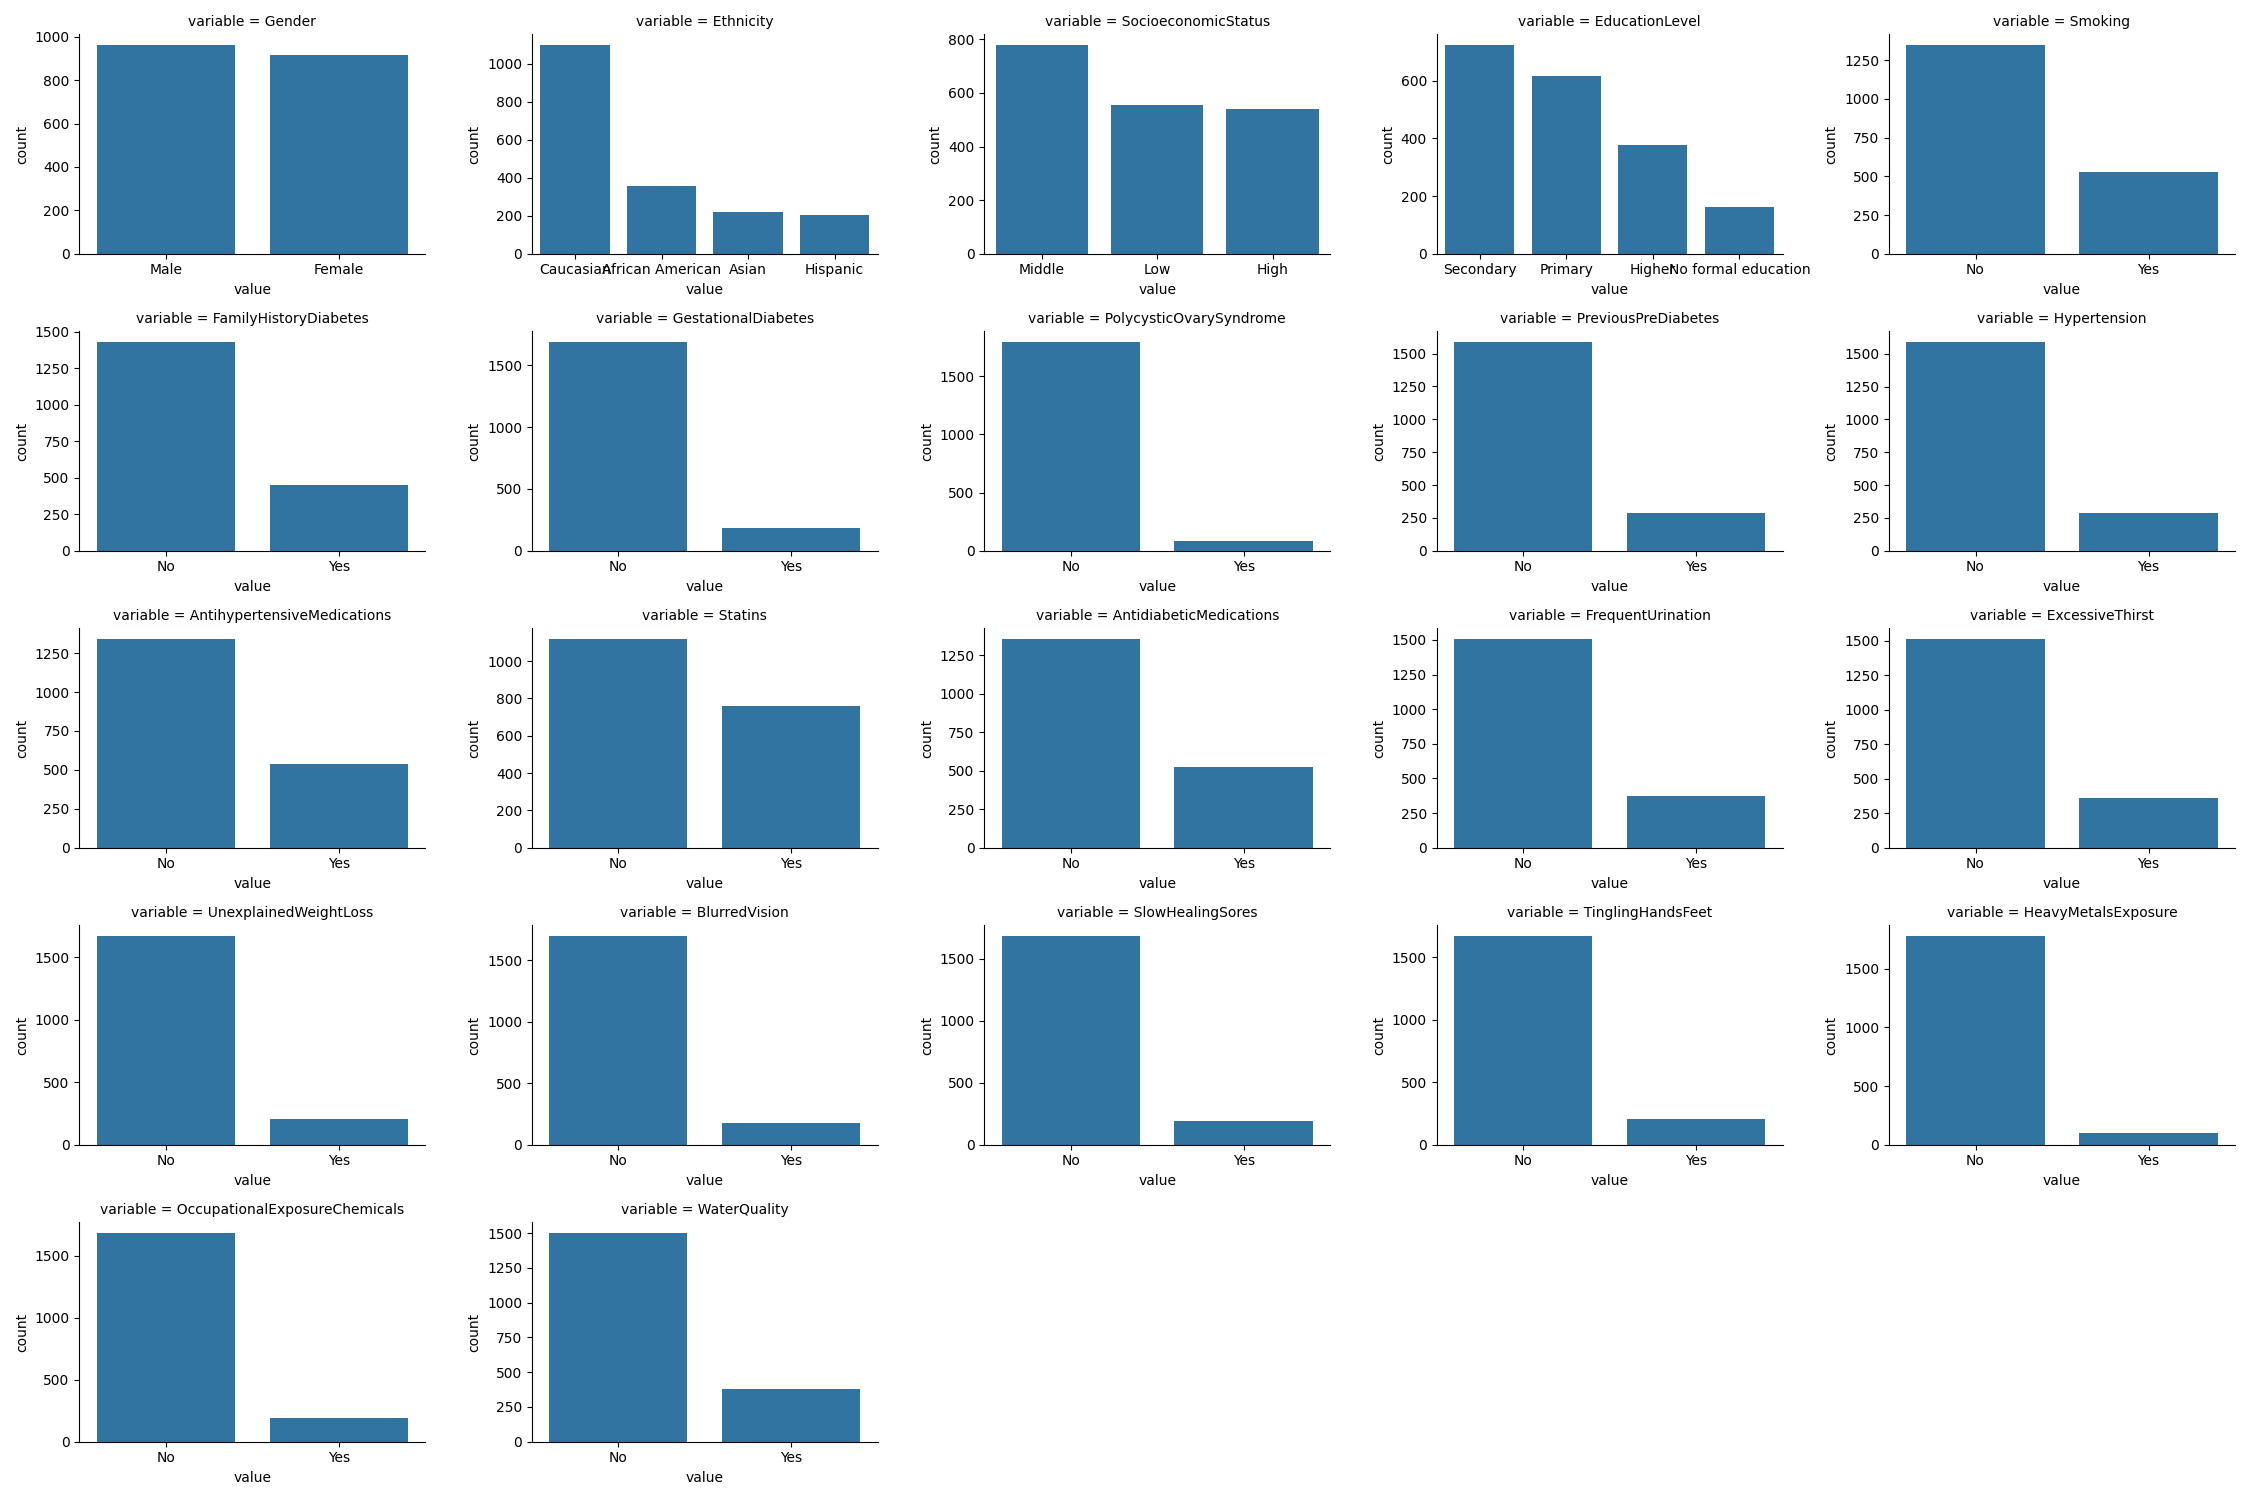 variable = Gender
1000
800
600
400
200
0
count
Male Female
value
variable = Ethnicity
1000
800
600
400
200
0
count
Caucasian African American Asian Hispanic
value
variable = SocioeconomicStatus
800
600
400
200
0
count
Middle Low High
value
variable = EducationLevel
600
400
200
0
count
Secondary Primary Higher No formal education
value
variable = Smoking
1250
1000
750
500
250
0
count
No Yes
value
variable = FamilyHistoryDiabetes
1500
1250
1000
750
500
250
0
count
No Yes
value
variable = GestationalDiabetes
1500
1000
500
0
count
No Yes
value
variable = PolycysticOvarySyndrome
1500
1000
500
0
count
No Yes
value
variable = PreviousPreDiabetes
1500
1250
1000
750
500
250
0
count
No Yes
value
variable = Hypertension
1500
1250
1000
750
500
250
0
count
No Yes
value
variable = AntihypertensiveMedications
1250
1000
750
500
250
0
count
No Yes
value
variable = Statins
1000
800
600
400
200
0
count
No Yes
value
variable = AntidiabeticMedications
1250
1000
750
500
250
0
count
No Yes
value
variable = FrequentUrination
1500
1250
1000
750
500
250
0
count
No Yes
value
variable = ExcessiveThirst
1500
1250
1000
750
500
250
0
count
No Yes
value
variable = UnexplainedWeightLoss
1500
1000
500
0
count
No Yes
value
variable = BlurredVision
1500
1000
500
0
count
No Yes
value
variable = SlowHealingSores
1500
1000
500
0
count
No Yes
value
variable = TinglingHandsFeet
1500
1000
500
0
count
No Yes
value
variable = HeavyMetalsExposure
1500
1000
500
0
count
No Yes
value
variable = OccupationalExposureChemicals
1500
1000
500
0
count
No Yes
value
variable = WaterQuality
1500
1250
1000
750
500
250
0
count
No Yes
value